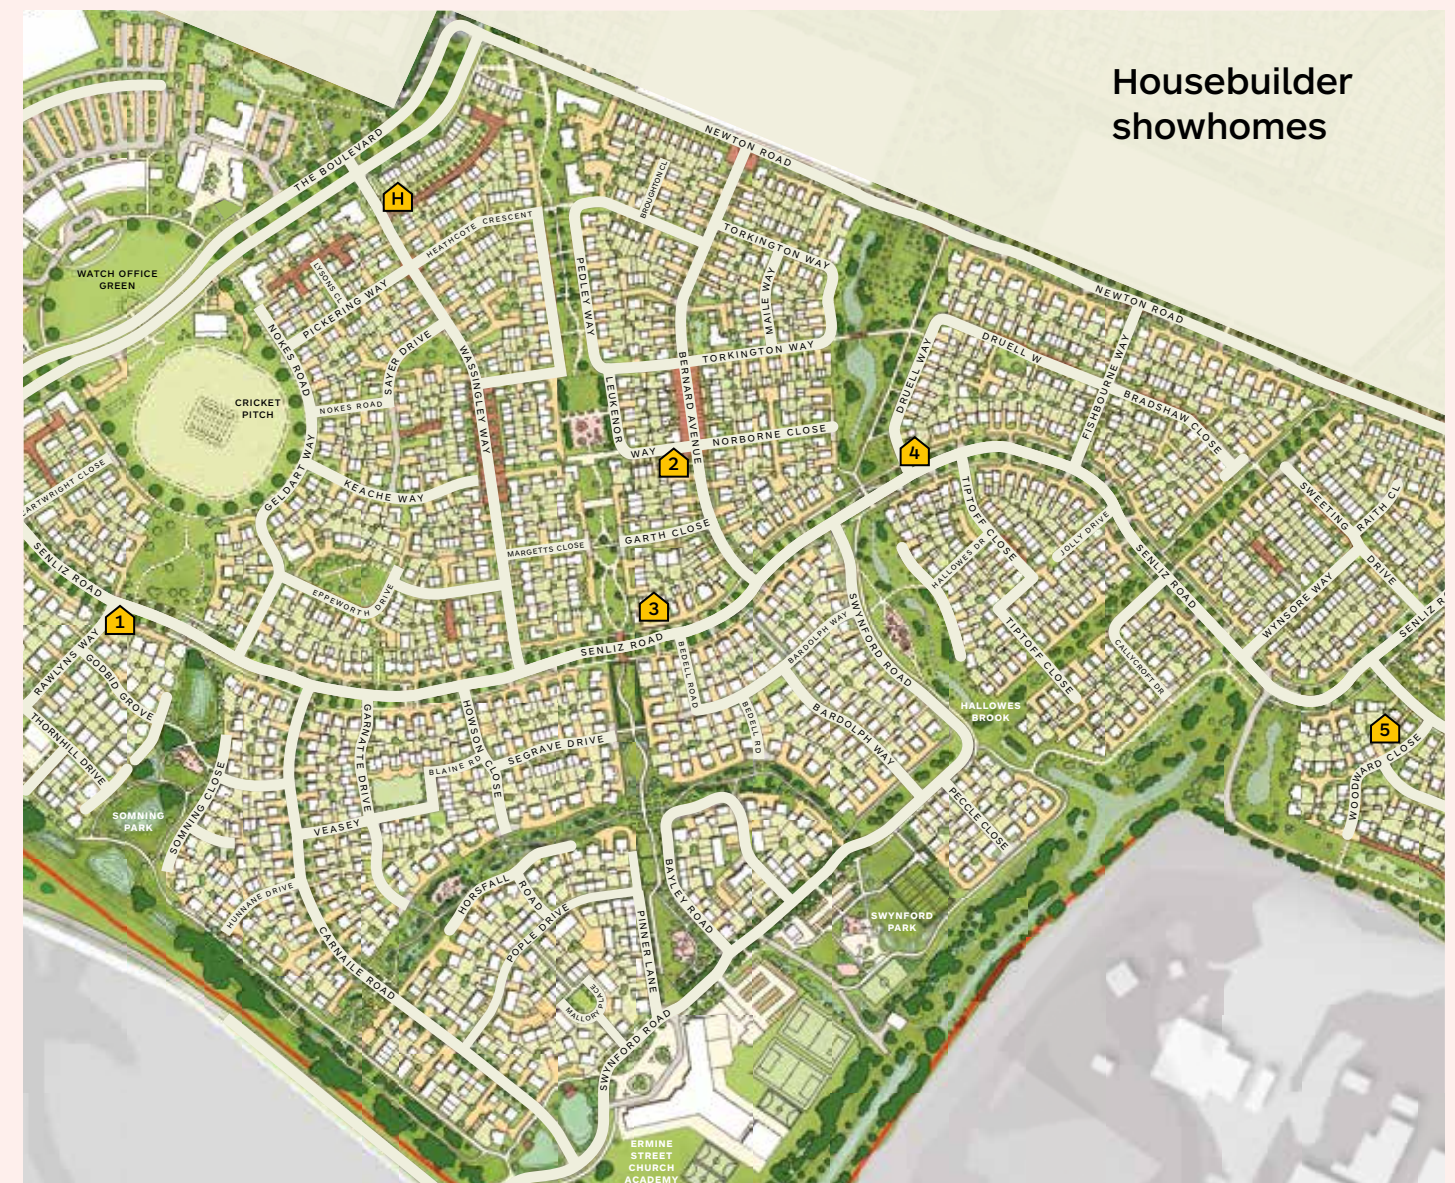 Housebuilder
showhomes
NEWTON ROAD
THE BOULEVARD
H
BROUGHTON CL
HEATHCOTE CRESCENT
TORKINGTON WAY
WATCH OFFICE
GREEN
LYSONS CL
PICKERING WAY
PEDLEY WAY
MAILE WAY
NEWTON ROAD
NOKES ROAD
SAYER DRIVE
WASSINGLEY WAY
BERNARD AVENUE
TORKINGTON WAY
DRUELL WAY
DRUELL W
FISHBOURNE WAY
BRADSHAW CLOSE
CRICKET
PITCH
NOKES ROAD
LEUKENOR
WAY
NORBORNE CLOSE
2
4
CARTWRIGHT CLOSE
GELDART WAY
KEACHE WAY
TIPTOFF CLOSE
SWEETING
DRIVE
RAITH CL
GARTH CLOSE
MARGETTS CLOSE
JOLLY DRIVE
HALLOWES DR
SENLIZ ROAD
SENLIZ ROAD
EPPEWORTH DRIVE
WYNSORE WAY
SENLIZ R
1
3
SENLIZ ROAD
SWYNFORD ROAD
BARDOLPH WAY
TIPTOFF CLOSE
CALLYCROFT DR
RAWLYNS WAY
GODBID GROVE
BEDELL ROAD
BEDELL RD
BARDOLPH WAY
HALLOWES
BROOK
5
THORNHILL DRIVE
GARNATTE DRIVE
HOWSON CLOSE
SEGRAVE DRIVE
BLAINE RD
WOODWARD CLOSE
SOMNING
PARK
SOMNING CLOSE
VEASEY
PECCLE CLOSE
HUNNANE DRIVE
HORSFALL
ROAD
BAYLEY ROAD
POPLE DRIVE
PINNER LANE
SWYNFORD
PARK
CARNAILE ROAD
MALLORY PLACE
SWYNFORD ROAD
ERMINE
STREET
CHURCH
ACADEMY